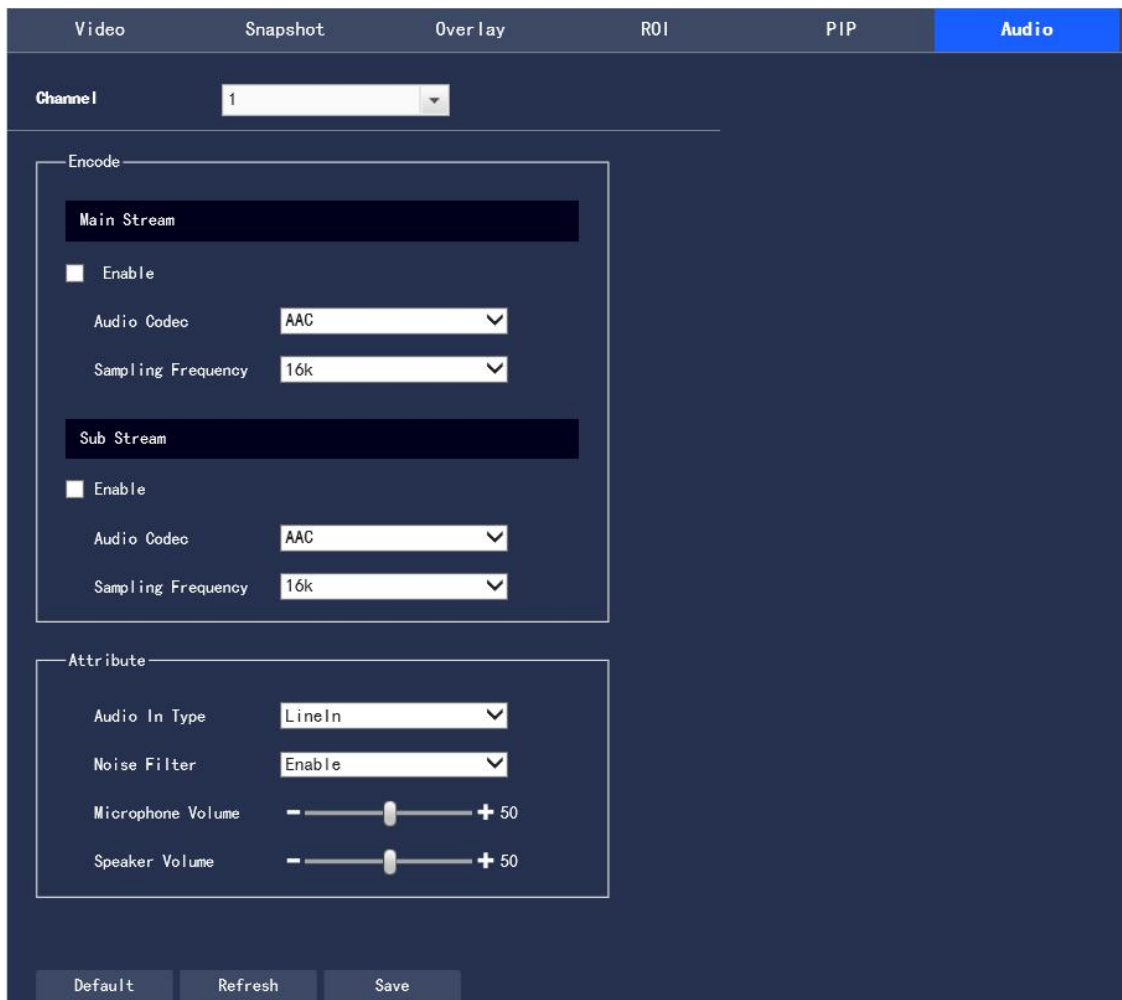 Video Snapshot Overlay ROI PIP Audio
Channel 1
Encode
Main Stream
Enable
Audio Codec AAC
Sampling Frequency 16k
Sub Stream
Enable
Audio Codec AAC
Sampling Frequency 16k
Attribute
Audio In Type LineIn
Noise Filter Enable
Microphone Volume 50
Speaker Volume 50
Default Refresh Save